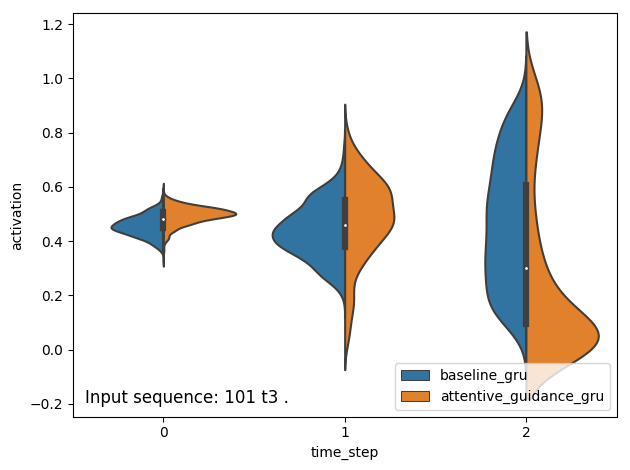 1.2
1.0
0.8
0.6
0.4
0.2
0.0
−0.2
activation
Input sequence: 101 t3 .
baseline_gru
attentive_guidance_gru
0 1 2
time_step